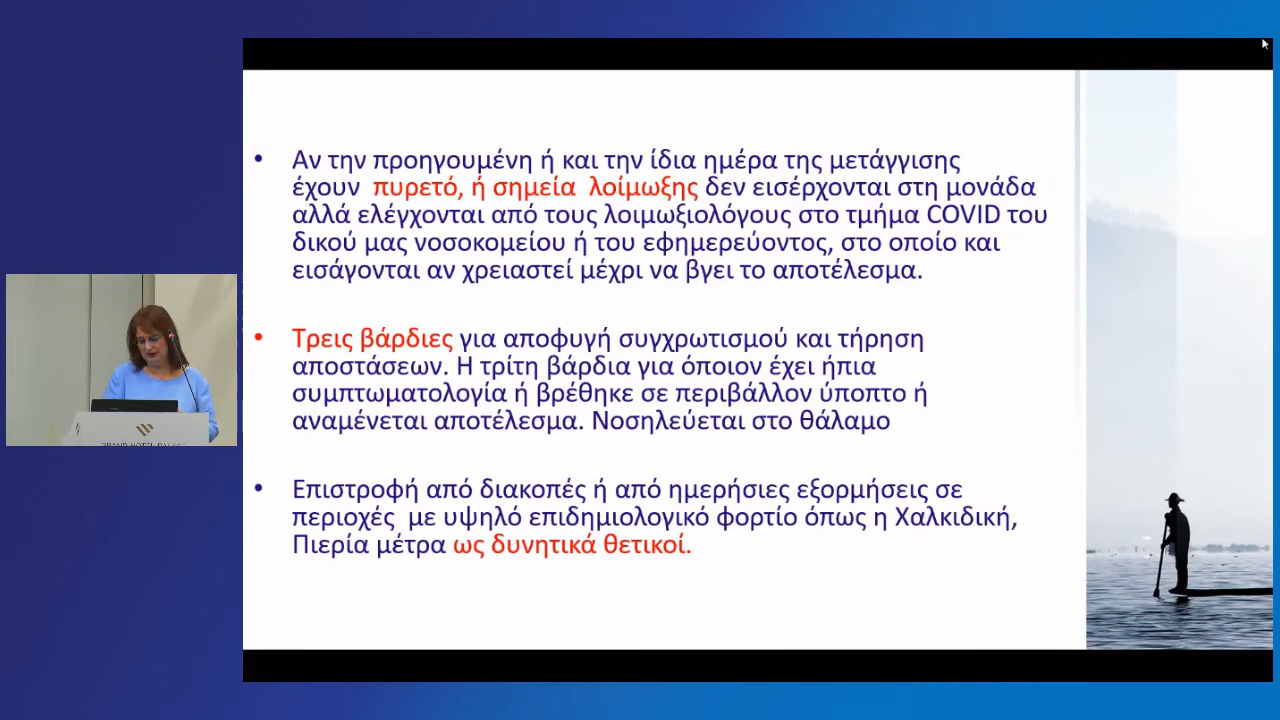 • Αν την προηγουμένη ή και την ίδια ημέρα της μετάγγισης
έχουν πυρετό, ή σημεία λοίμωξης δεν εισέρχονται στη μονάδα
αλλά ελέγχονται από τους λοιμωξιολόγους στο τμήμα COVID του
δικού μας νοσοκομείου ή του εφημερεύοντος, στο οποίο και
εισάγονται αν χρειαστεί μέχρι να βγει το αποτέλεσμα.
• Τρεις βάρδιες για αποφυγή συγχρωτισμού και τήρηση
αποστάσεων. Η τρίτη βάρδια για όποιον έχει ήπια
συμπτωματολογία ή βρέθηκε σε περιβάλλον ύποπτο ή
αναμένεται αποτέλεσμα. Νοσηλεύεται στο θάλαμο
• Επιστροφή από διακοπές ή από ημερήσιες εξορμήσεις σε
περιοχές με υψηλό επιδημιολογικό φορτίο όπως η Χαλκιδική,
Πιερία μέτρα ως δυνητικά θετικοί.
GRAND HOTEL PALACE